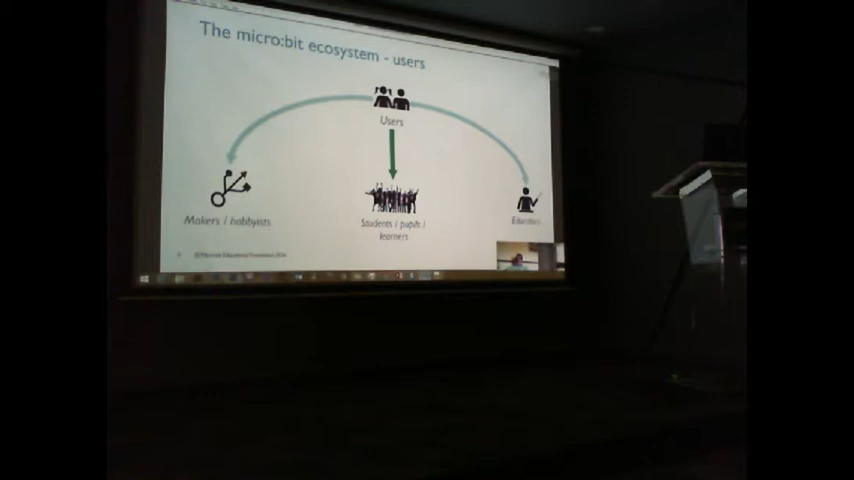 The micro:bit ecosystem - users
Users
Makers / hobbyists
Students / pupils /
learners
Educators